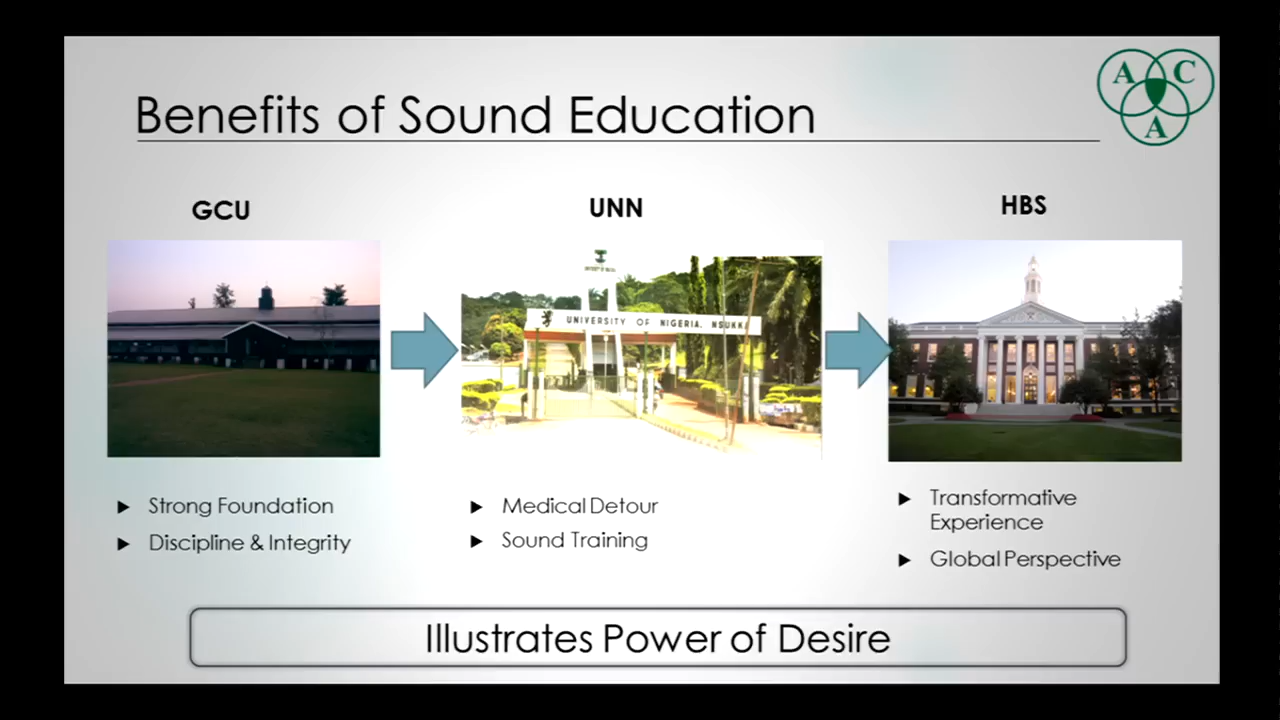 Benefits of Sound Education
A C
A
GCU
UNN
HBS
UNIVERSITY OF NIGERIA, NSUKKA
▶ Strong Foundation
▶ Discipline & Integrity
▶ Medical Detour
▶ Sound Training
▶ Transformative
Experience
▶ Global Perspective
Illustrates Power of Desire